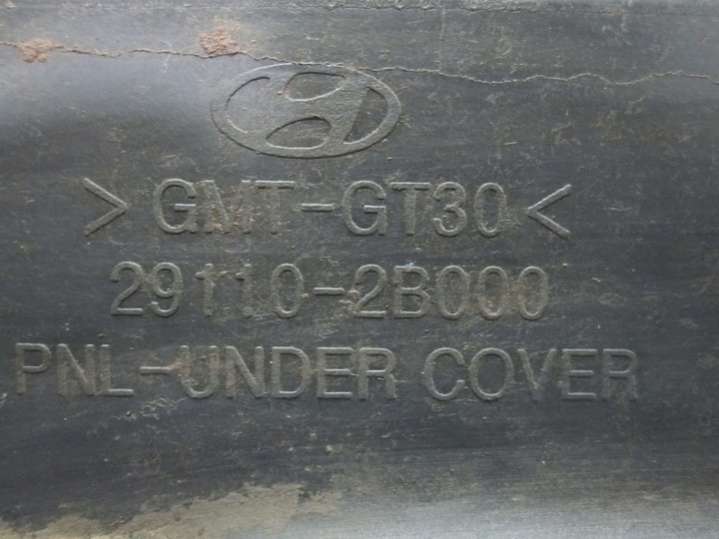 >GMT-GT30<
29110-2B000
PNL-UNDER COVER